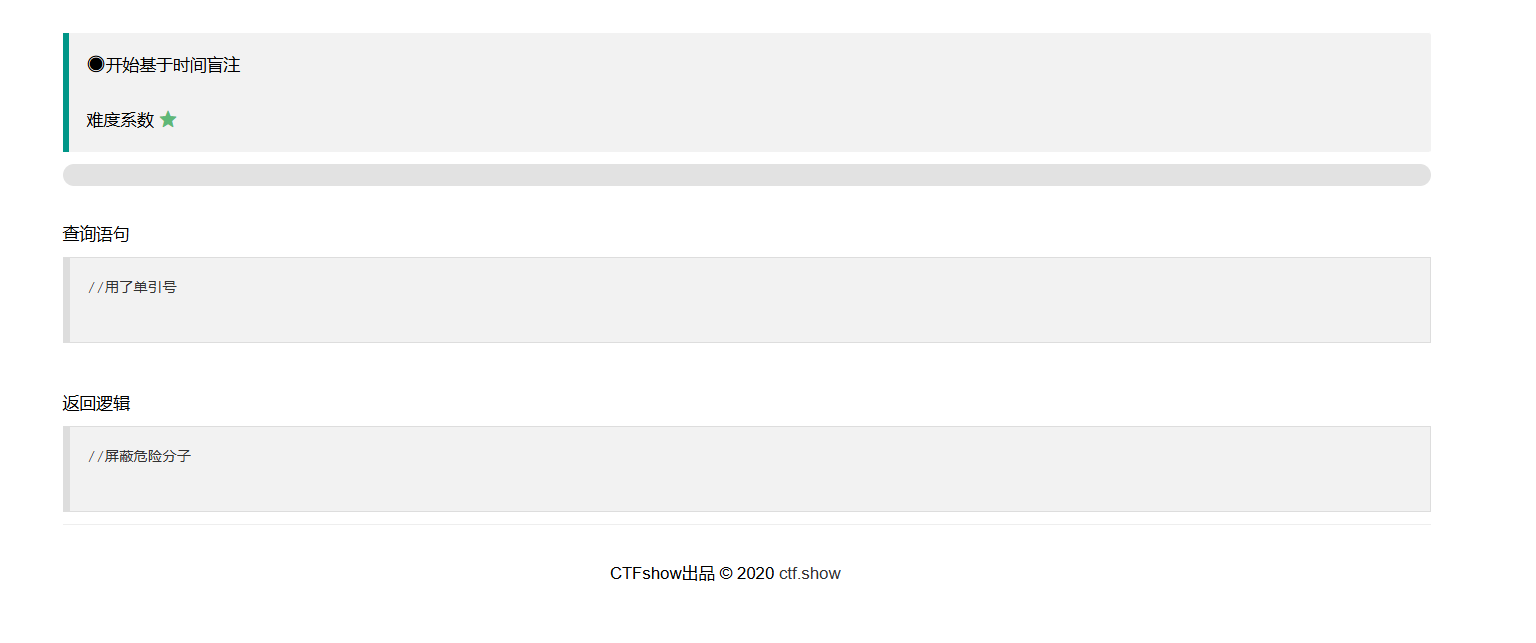 ◉开始基于时间盲注
难度系数
查询语句
//用了单引号
返回逻辑
//屏蔽危险分子
CTFshow出品 © 2020 ctf.show